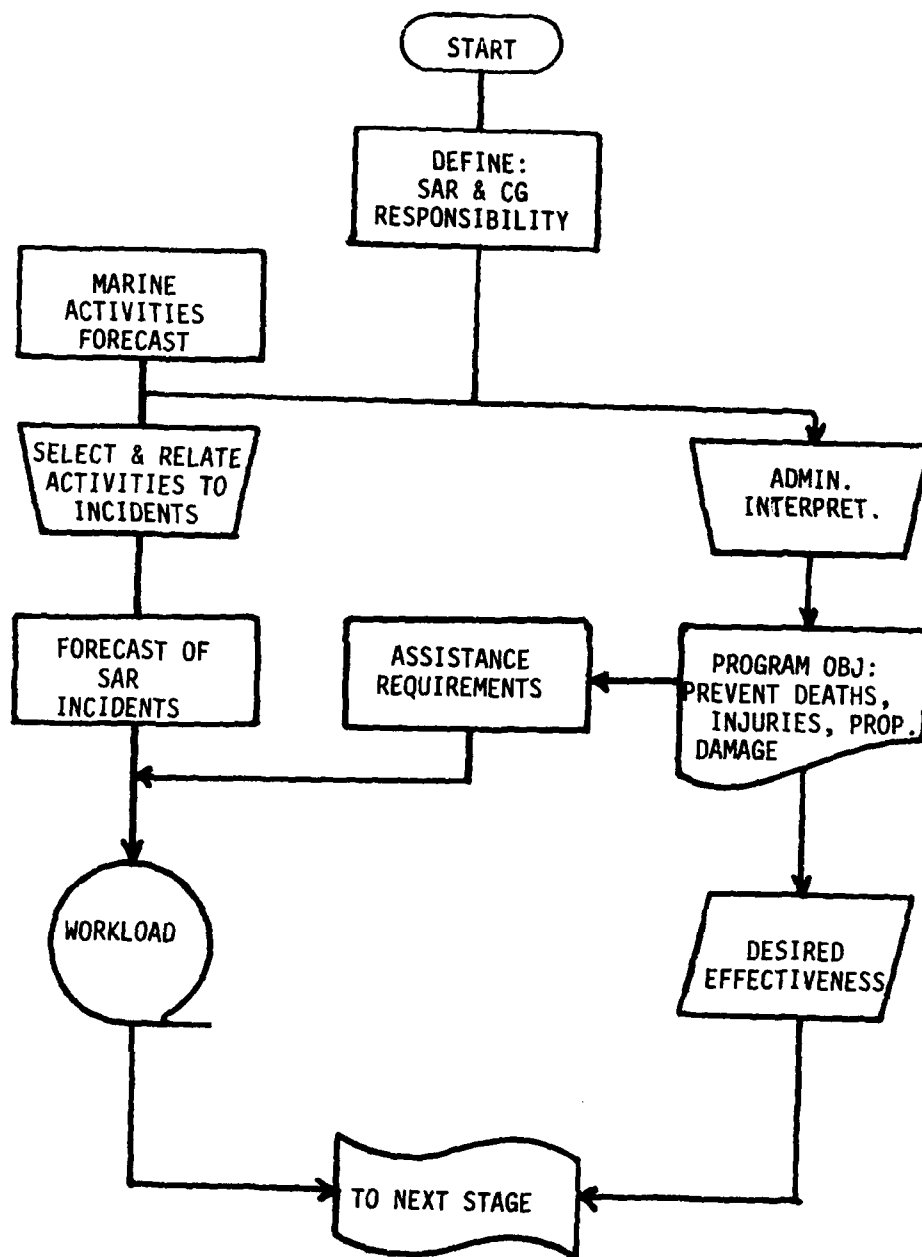 START
DEFINE:
SAR & CG
RESPONSIBILITY
MARINE
ACTIVITIES
FORECAST
SELECT & RELATE
ACTIVITIES TO
INCIDENTS
ADMIN.
INTERPRET.
FORECAST OF
SAR
INCIDENTS
ASSISTANCE
REQUIREMENTS
PROGRAM OBJ:
PREVENT DEATHS,
INJURIES, PROP.
DAMAGE
WORKLOAD
DESIRED
EFFECTIVENESS
TO NEXT STAGE